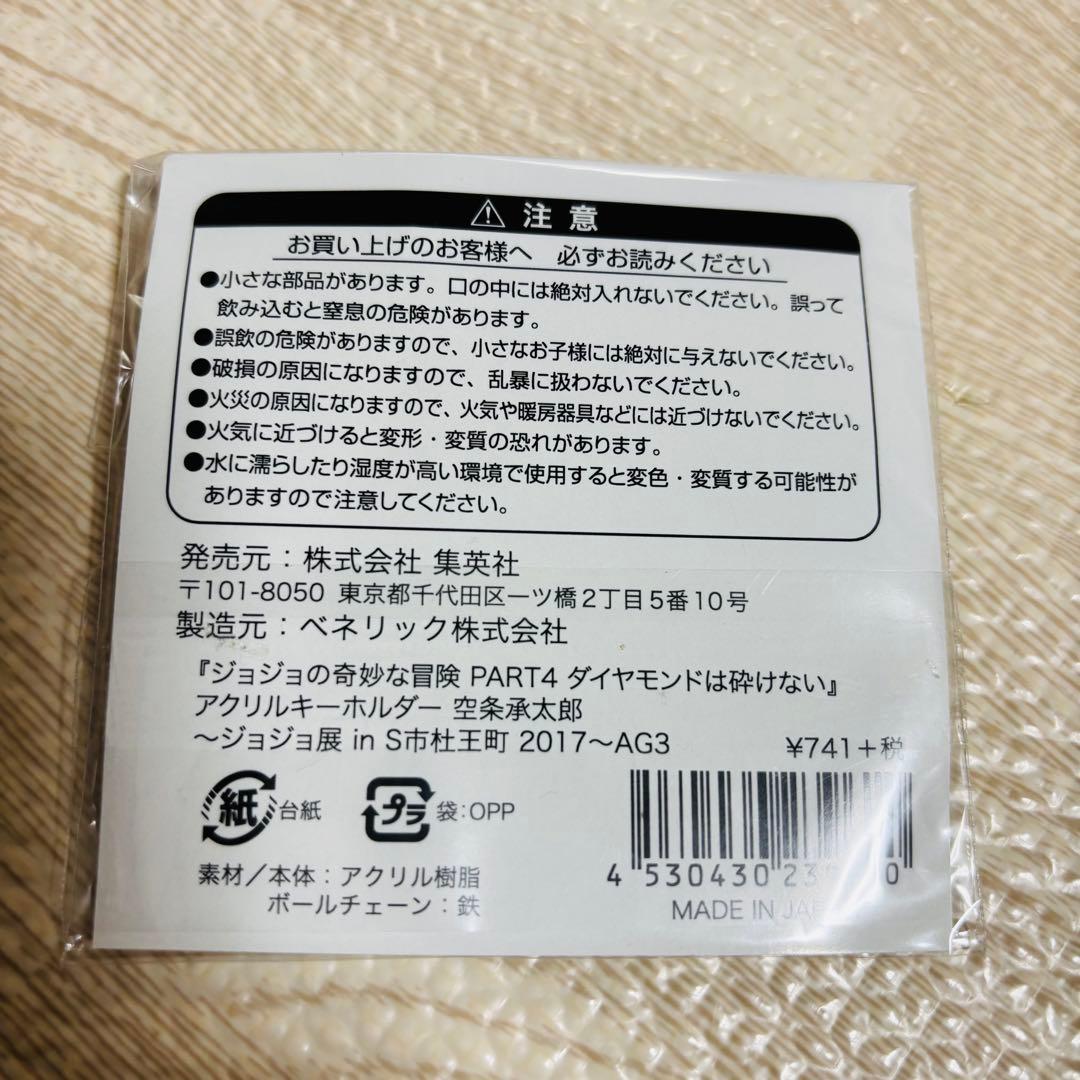 ⚠ 注意
お買い上げのお客様へ 必ずお読みください
●小さな部品があります。口の中には絶対入れないでください。誤って
飲み込むと窒息の危険があります。
●誤飲の危険がありますので、小さなお子様には絶対に与えないでください。
●破損の原因になりますので、乱暴に扱わないでください。
●火災の原因になりますので、火気や暖房器具などには近づけないでください。
●火気に近づけると変形・変質の恐れがあります。
●水に濡らしたり湿度が高い環境で使用すると変色・変質する可能性が
ありますので注意してください。
発売元：株式会社 集英社
〒101-8050 東京都千代田区一ツ橋2丁目5番10号
製造元：ベネリック株式会社
『ジョジョの奇妙な冒険 PART4 ダイヤモンドは砕けない』
アクリルキーホルダー 空条承太郎
～ジョジョ展 in S市杜王町 2017～AG3 ¥741＋税
紙 台紙 プラ 袋：OPP
素材／本体：アクリル樹脂
ボールチェーン：鉄
4 530430
MADE IN